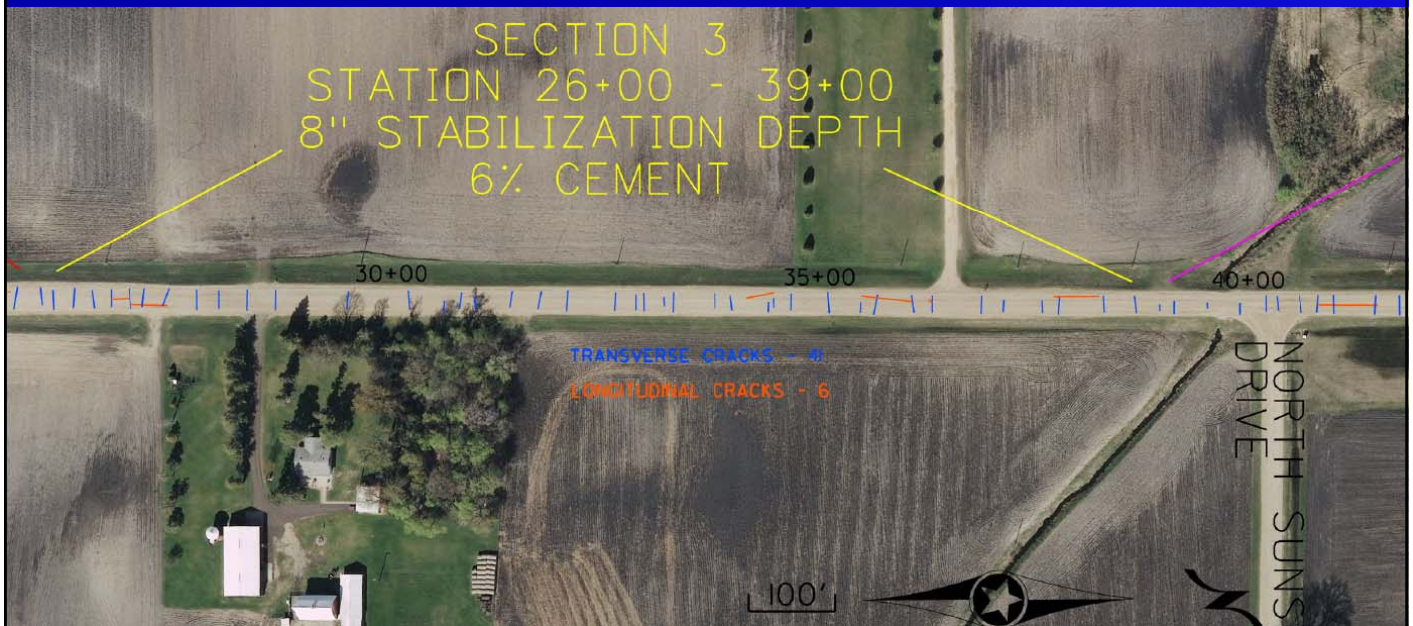 SECTION 3
STATION 26+00 - 39+00
8" STABILIZATION DEPTH
6% CEMENT
30+00
35+00
40+00
TRANSVERSE CRACKS - 41
LONGITUDINAL CRACKS - 6
NORTH SUNS
DRIVE
100'
N